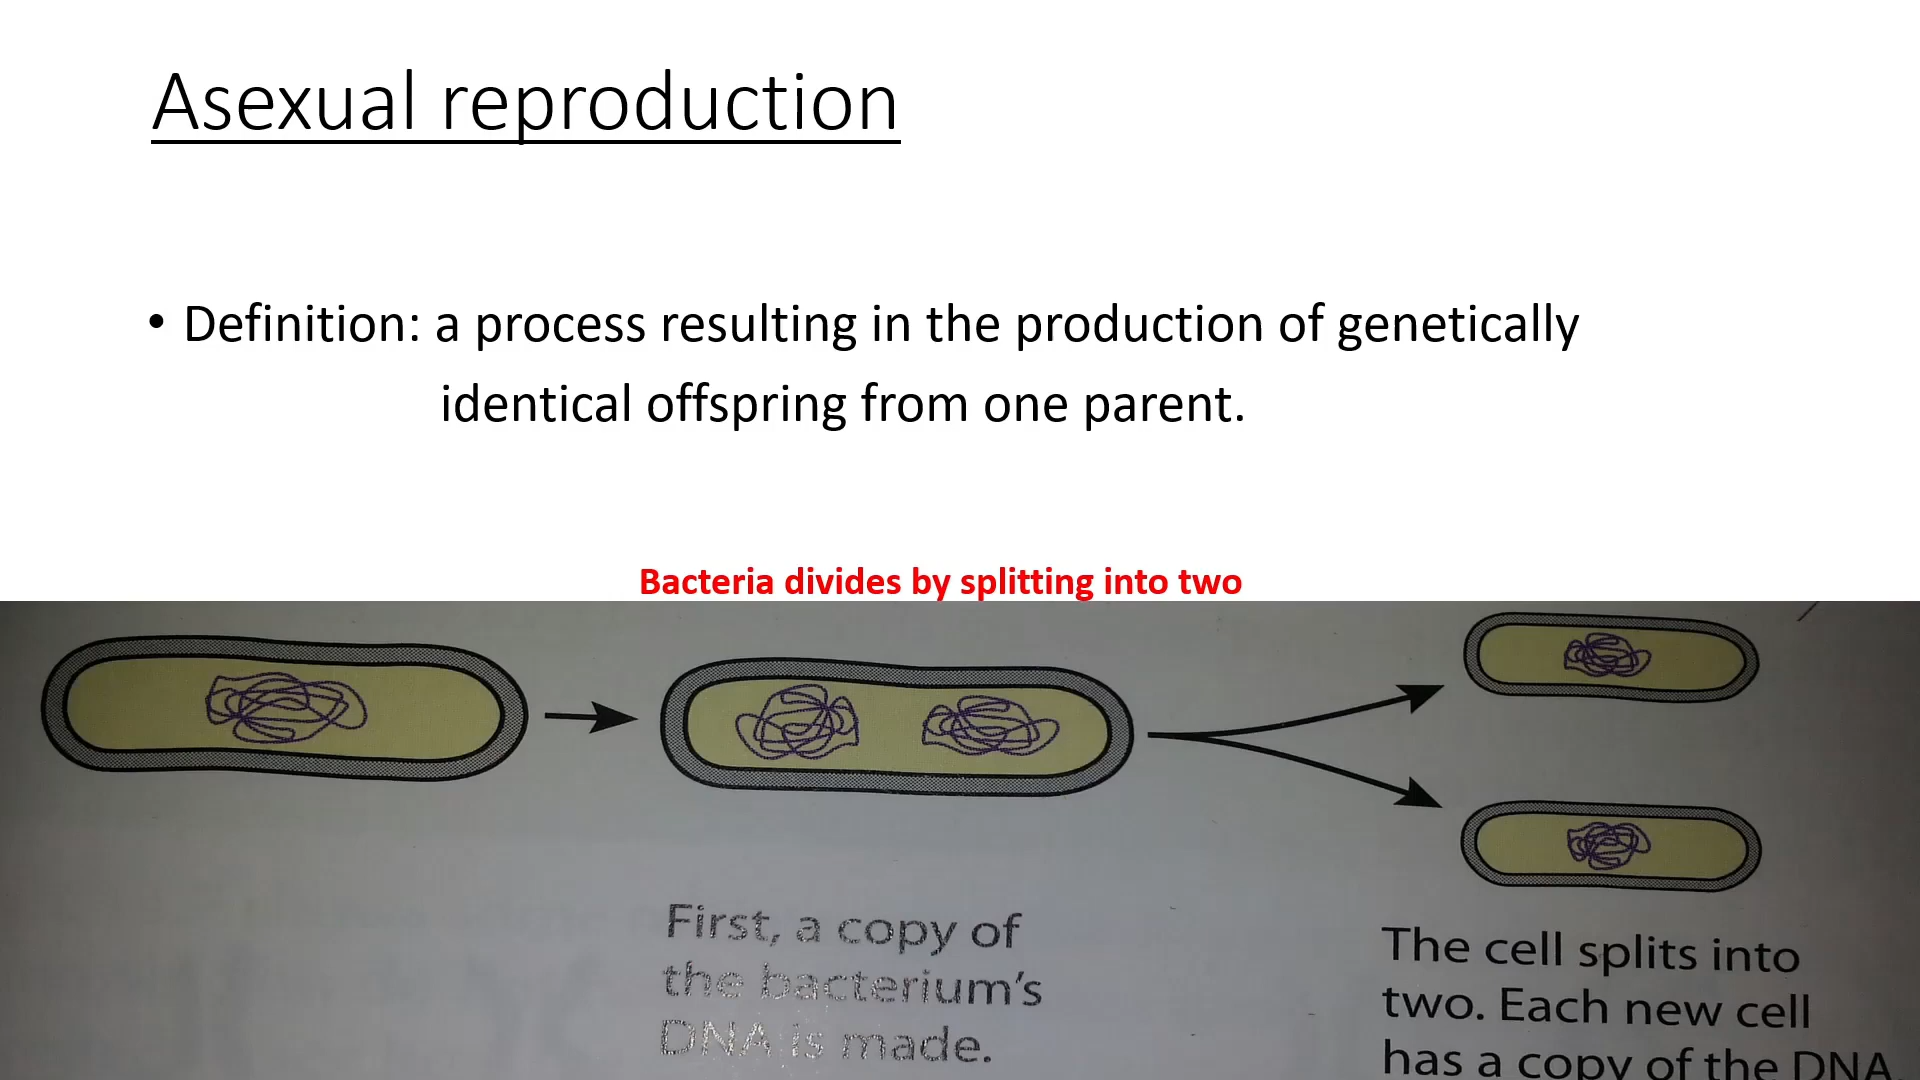 Asexual reproduction
• Definition: a process resulting in the production of genetically
identical offspring from one parent.
Bacteria divides by splitting into two
First, a copy of
the bacterium's
DNA is made.
The cell splits into
two. Each new cell
has a copy of the DNA.